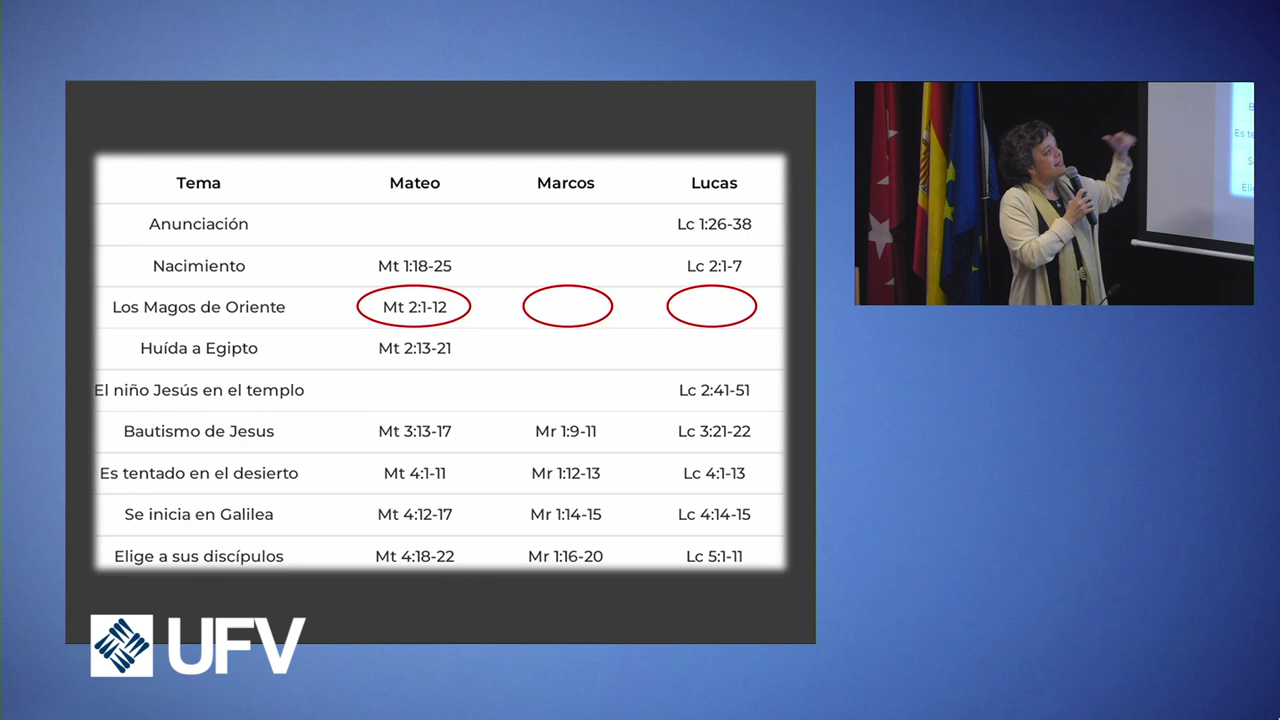 Tema Mateo Marcos Lucas
Anunciación Lc 1:26-38
Nacimiento Mt 1:18-25 Lc 2:1-7
Los Magos de Oriente Mt 2:1-12
Huída a Egipto Mt 2:13-21
El niño Jesús en el templo Lc 2:41-51
Bautismo de Jesus Mt 3:13-17 Mr 1:9-11 Lc 3:21-22
Es tentado en el desierto Mt 4:1-11 Mr 1:12-13 Lc 4:1-13
Se inicia en Galilea Mt 4:12-17 Mr 1:14-15 Lc 4:14-15
Elige a sus discípulos Mt 4:18-22 Mr 1:16-20 Lc 5:1-11
UFV